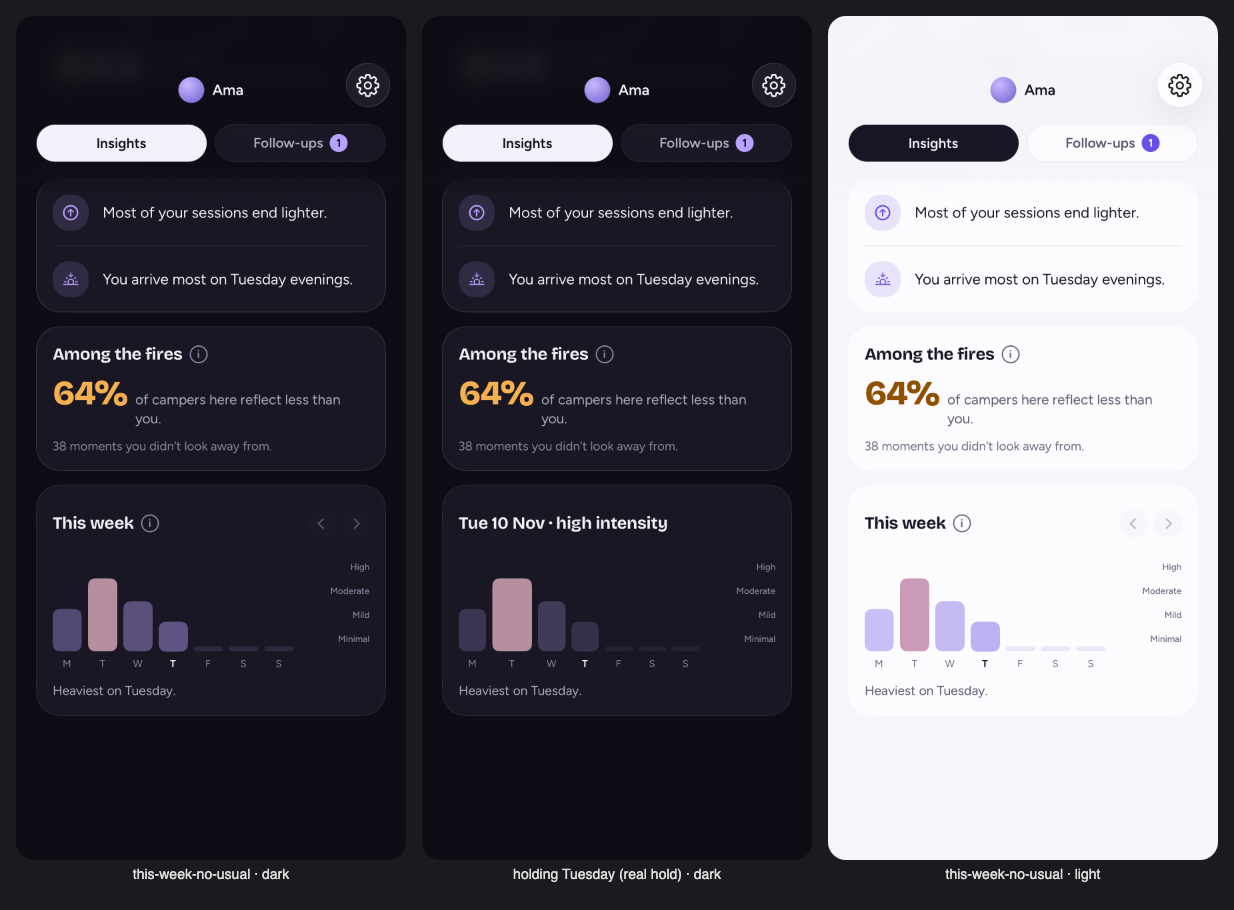 Ama
Insights
Follow-ups 1
Most of your sessions end lighter.
You arrive most on Tuesday evenings.
Among the fires
64% of campers here reflect less than
you.
38 moments you didn't look away from.
This week
High
Moderate
Mild
Minimal
M T W T F S S
Heaviest on Tuesday.
this-week-no-usual · dark
Ama
Insights
Follow-ups 1
Most of your sessions end lighter.
You arrive most on Tuesday evenings.
Among the fires
64% of campers here reflect less than
you.
38 moments you didn't look away from.
Tue 10 Nov · high intensity
High
Moderate
Mild
Minimal
M T W T F S S
Heaviest on Tuesday.
holding Tuesday (real hold) · dark
Ama
Insights
Follow-ups 1
Most of your sessions end lighter.
You arrive most on Tuesday evenings.
Among the fires
64% of campers here reflect less than
you.
38 moments you didn't look away from.
This week
High
Moderate
Mild
Minimal
M T W T F S S
Heaviest on Tuesday.
this-week-no-usual · light